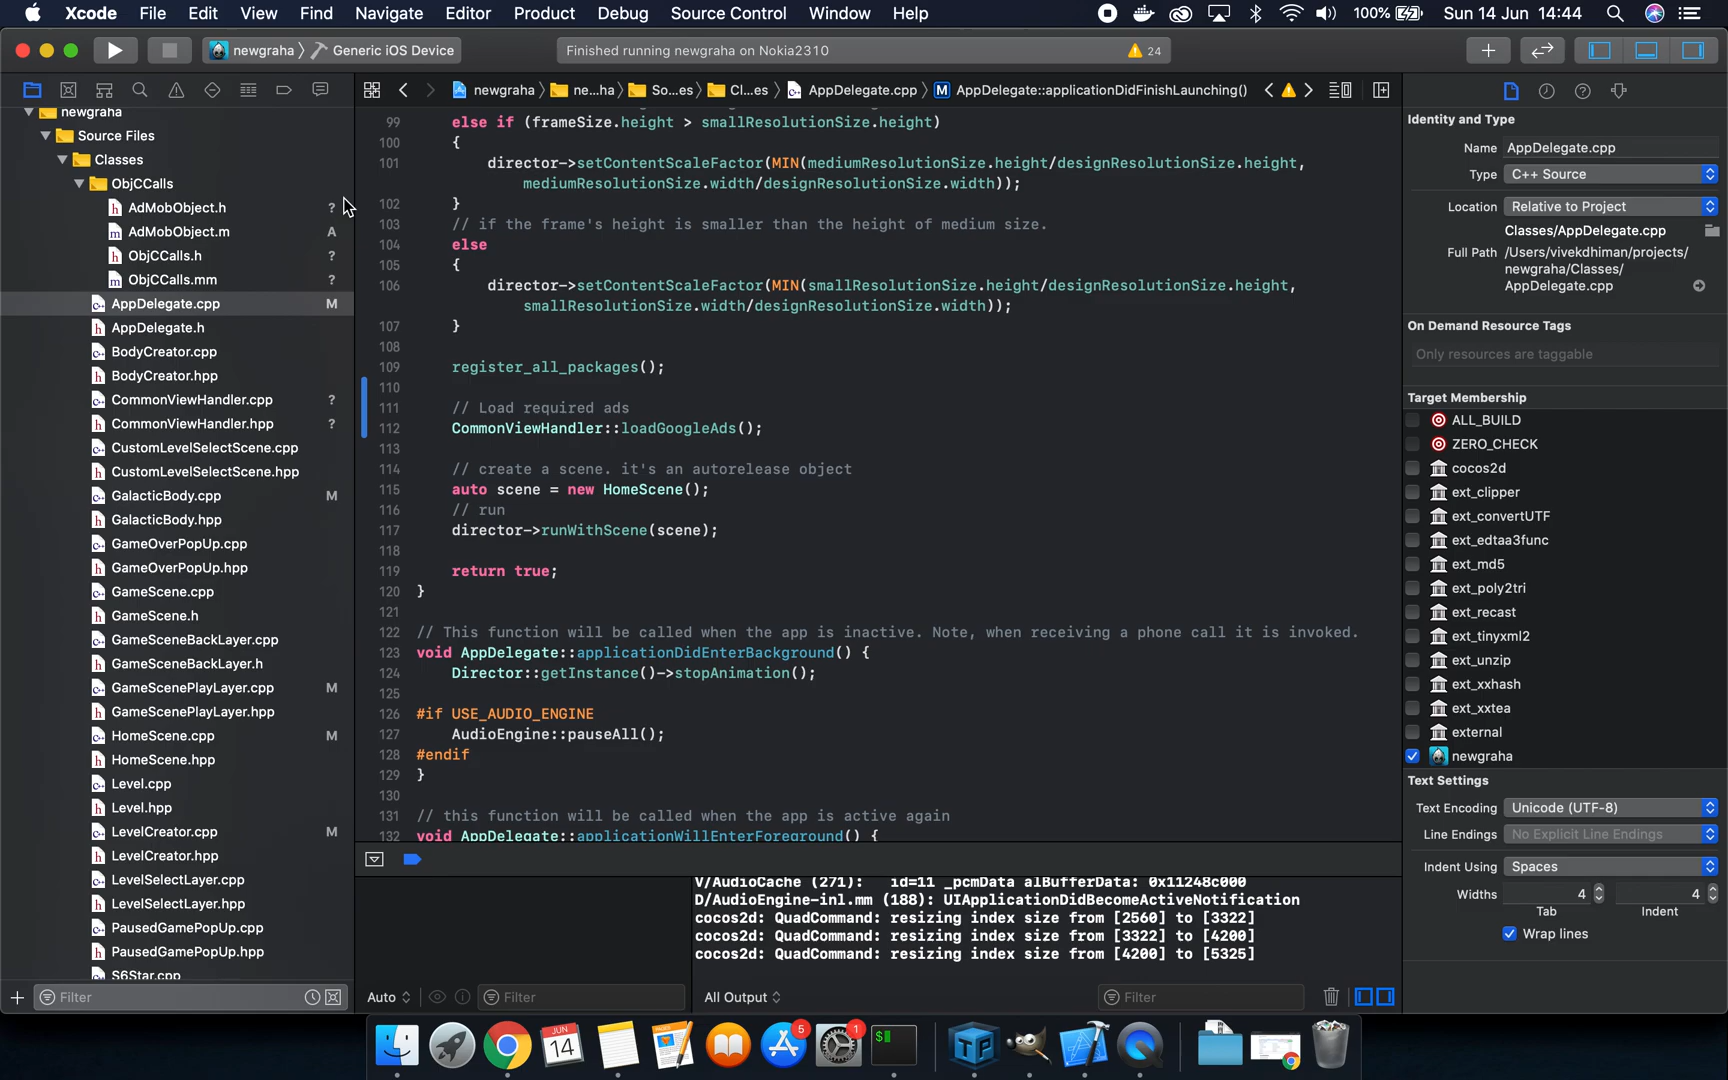 Xcode File Edit View Find Navigate Editor Product Debug Source Control Window Help 100% Sun 14 Jun 14:44
newgraha Generic iOS Device Finished running newgraha on Nokia2310 24
newgraha ne...ha So...es Cl...es AppDelegate.cpp M AppDelegate::applicationDidFinishLaunching()
newgraha
Source Files
Classes
ObjCCalls
AdMobObject.h ?
AdMobObject.m A
ObjCCalls.h ?
ObjCCalls.mm ?
AppDelegate.cpp M
AppDelegate.h
BodyCreator.cpp
BodyCreator.hpp
CommonViewHandler.cpp ?
CommonViewHandler.hpp ?
CustomLevelSelectScene.cpp
CustomLevelSelectScene.hpp
GalacticBody.cpp M
GalacticBody.hpp
GameOverPopUp.cpp
GameOverPopUp.hpp
GameScene.cpp
GameScene.h
GameSceneBackLayer.cpp
GameSceneBackLayer.h
GameScenePlayLayer.cpp M
GameScenePlayLayer.hpp
HomeScene.cpp M
HomeScene.hpp
Level.cpp
Level.hpp
LevelCreator.cpp M
LevelCreator.hpp
LevelSelectLayer.cpp
LevelSelectLayer.hpp
PausedGamePopUp.cpp
PausedGamePopUp.hpp
S6Star.cpp
Filter
99 else if (frameSize.height > smallResolutionSize.height)
100 {
101 director->setContentScaleFactor(MIN(mediumResolutionSize.height/designResolutionSize.height,
mediumResolutionSize.width/designResolutionSize.width));
102 }
103 // if the frame's height is smaller than the height of medium size.
104 else
105 {
106 director->setContentScaleFactor(MIN(smallResolutionSize.height/designResolutionSize.height,
smallResolutionSize.width/designResolutionSize.width));
107 }
108
109 register_all_packages();
110
111 // Load required ads
112 CommonViewHandler::loadGoogleAds();
113
114 // create a scene. it's an autorelease object
115 auto scene = new HomeScene();
116 // run
117 director->runWithScene(scene);
118
119 return true;
120 }
121
122 // This function will be called when the app is inactive. Note, when receiving a phone call it is invoked.
123 void AppDelegate::applicationDidEnterBackground() {
124 Director::getInstance()->stopAnimation();
125
126 #if USE_AUDIO_ENGINE
127 AudioEngine::pauseAll();
128 #endif
129 }
130
131 // this function will be called when the app is active again
132 void AppDelegate::applicationWillEnterForeground() {
V/AudioCache (271): id=11 _pcmData alBufferData: 0x11248c000
D/AudioEngine-inl.mm (188): UIApplicationDidBecomeActiveNotification
cocos2d: QuadCommand: resizing index size from [2560] to [3322]
cocos2d: QuadCommand: resizing index size from [3322] to [4200]
cocos2d: QuadCommand: resizing index size from [4200] to [5325]
Auto Filter All Output Filter
Identity and Type
Name AppDelegate.cpp
Type C++ Source
Location Relative to Project
Classes/AppDelegate.cpp
Full Path /Users/vivekdhiman/projects/
newgraha/Classes/
AppDelegate.cpp
On Demand Resource Tags
Only resources are taggable
Target Membership
ALL_BUILD
ZERO_CHECK
cocos2d
ext_clipper
ext_convertUTF
ext_edtaa3func
ext_md5
ext_poly2tri
ext_recast
ext_tinyxml2
ext_unzip
ext_xxhash
ext_xxtea
external
newgraha
Text Settings
Text Encoding Unicode (UTF-8)
Line Endings No Explicit Line Endings
Indent Using Spaces
Widths 4 4
Tab Indent
Wrap lines
JUN
14
5
1
$
TP